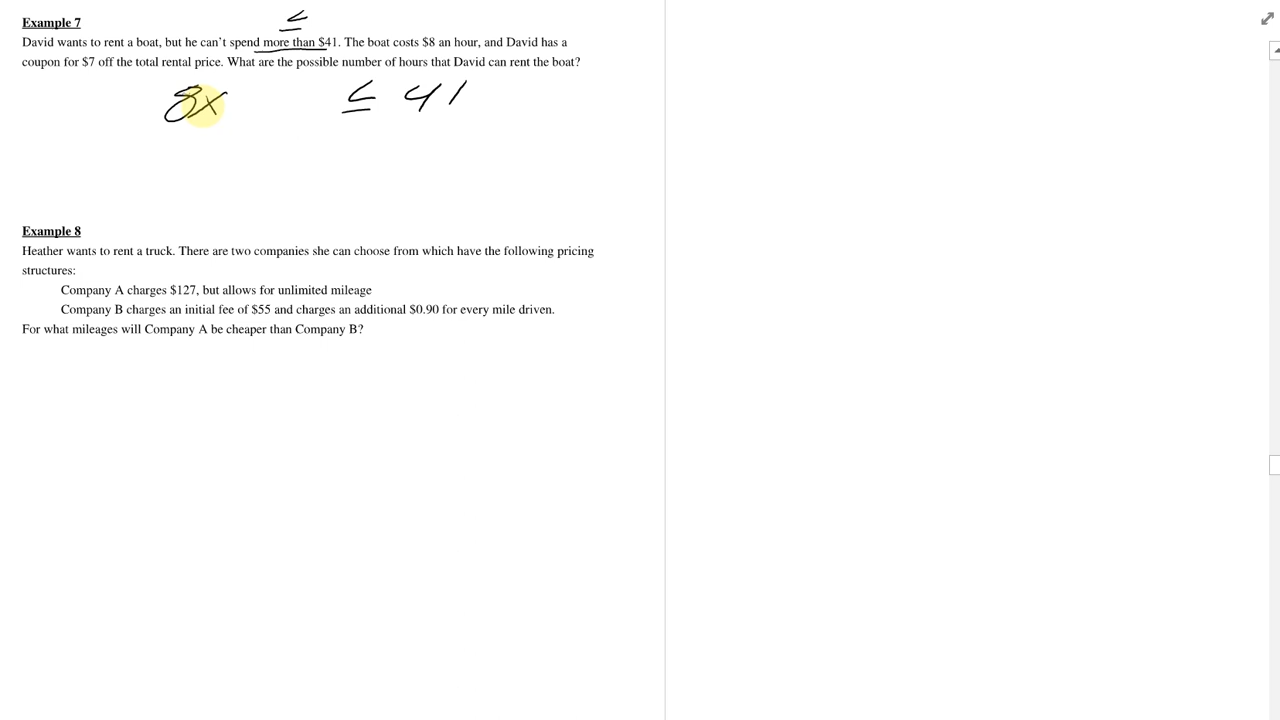 Example 7
≤
David wants to rent a boat, but he can't spend more than $41. The boat costs $8 an hour, and David has a
coupon for $7 off the total rental price. What are the possible number of hours that David can rent the boat?
8x ≤ 41
Example 8
Heather wants to rent a truck. There are two companies she can choose from which have the following pricing
structures:
Company A charges $127, but allows for unlimited mileage
Company B charges an initial fee of $55 and charges an additional $0.90 for every mile driven.
For what mileages will Company A be cheaper than Company B?